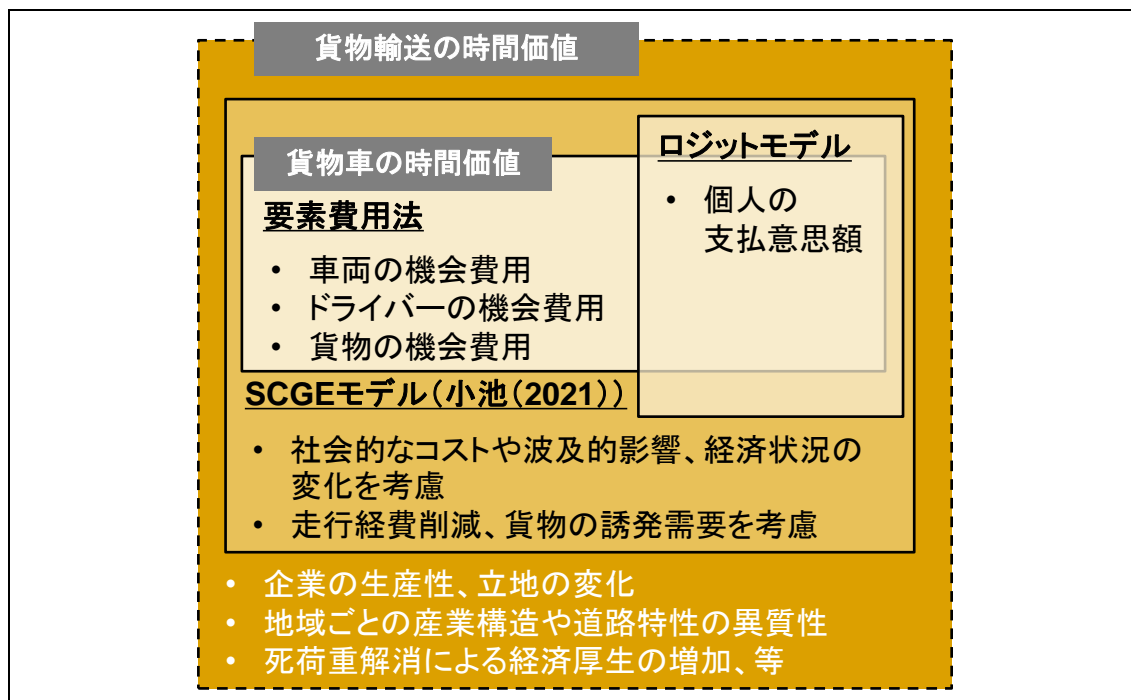 貨物輸送の時間価値
ロジットモデル
• 個人の
支払意思額
貨物車の時間価値
要素費用法
• 車両の機会費用
• ドライバーの機会費用
• 貨物の機会費用
SCGEモデル(小池(2021))
• 社会的なコストや波及的影響、経済状況の
変化を考慮
• 走行経費削減、貨物の誘発需要を考慮
• 企業の生産性、立地の変化
• 地域ごとの産業構造や道路特性の異質性
• 死荷重解消による経済厚生の増加、等